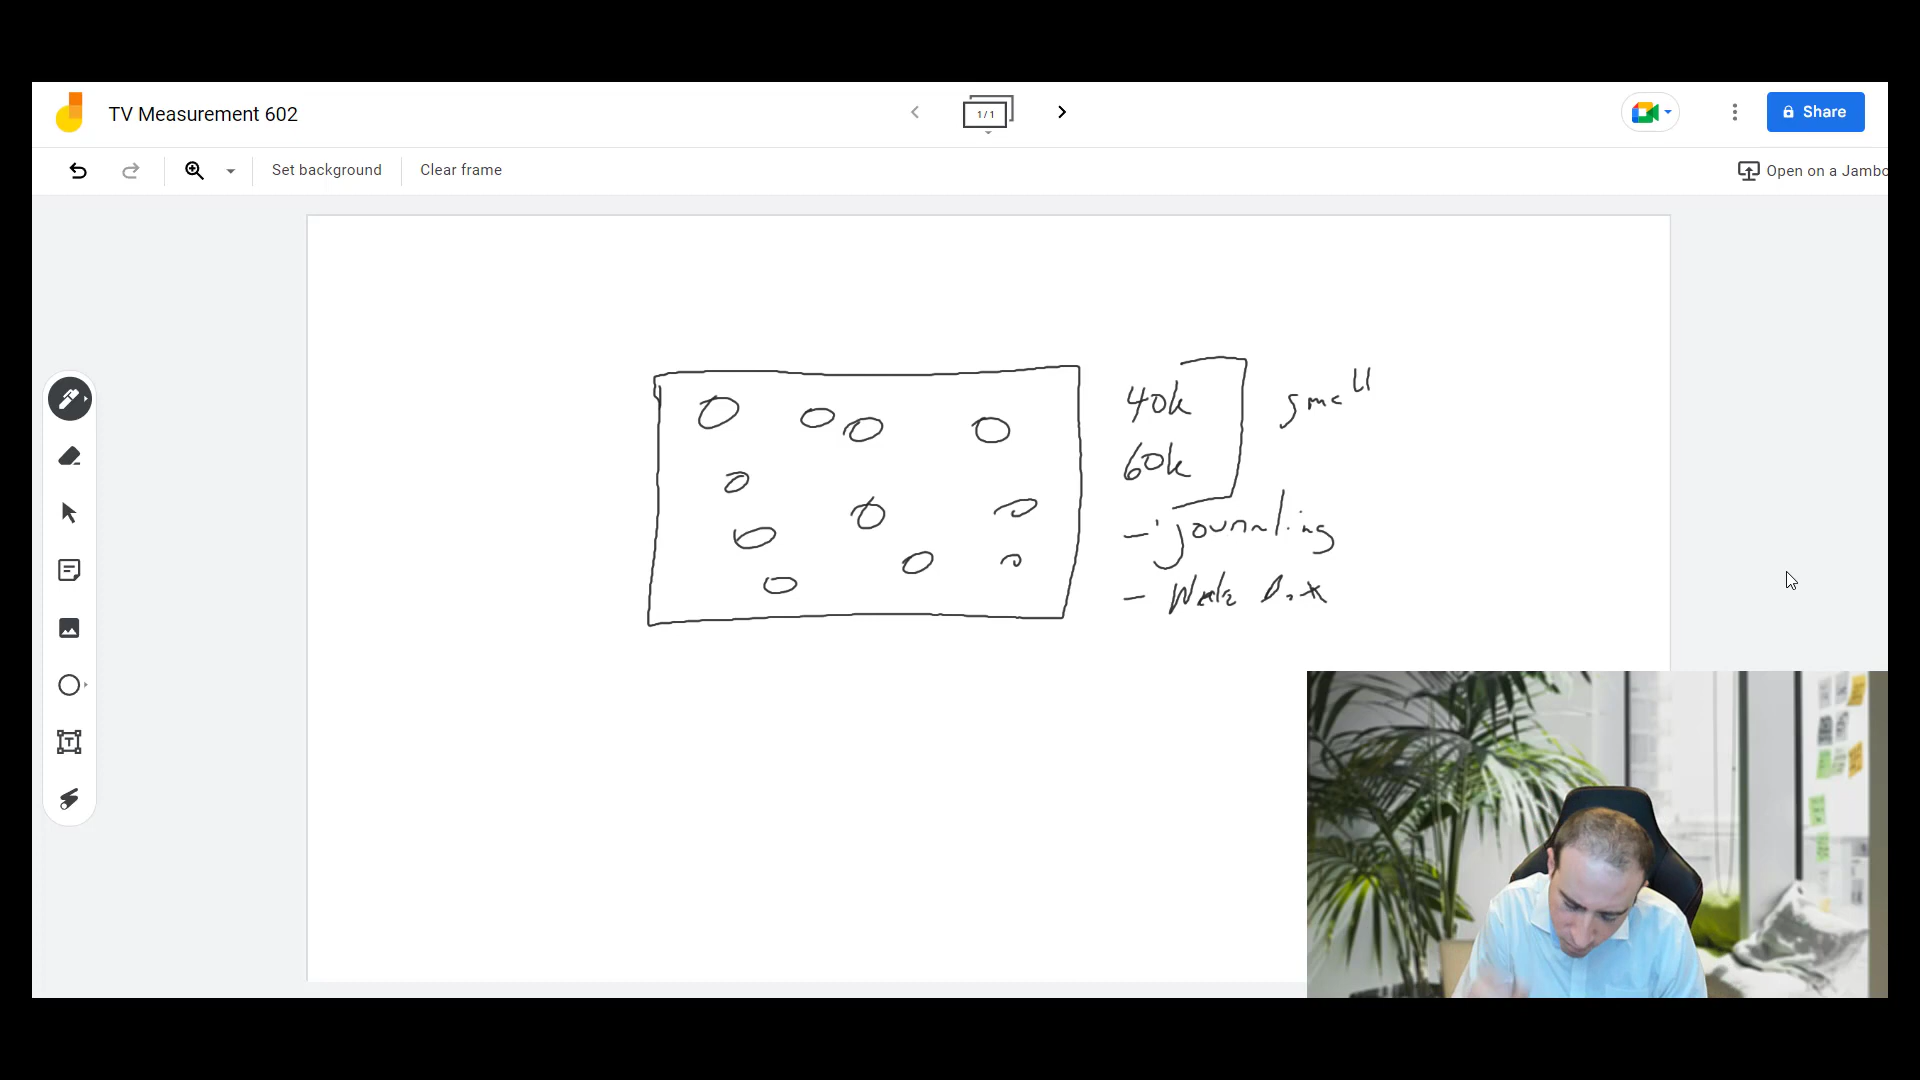 TV Measurement 602
1/1
Share
Set background
Clear frame
Open on a Jambo
40k
small
60k
- journaling
-
T